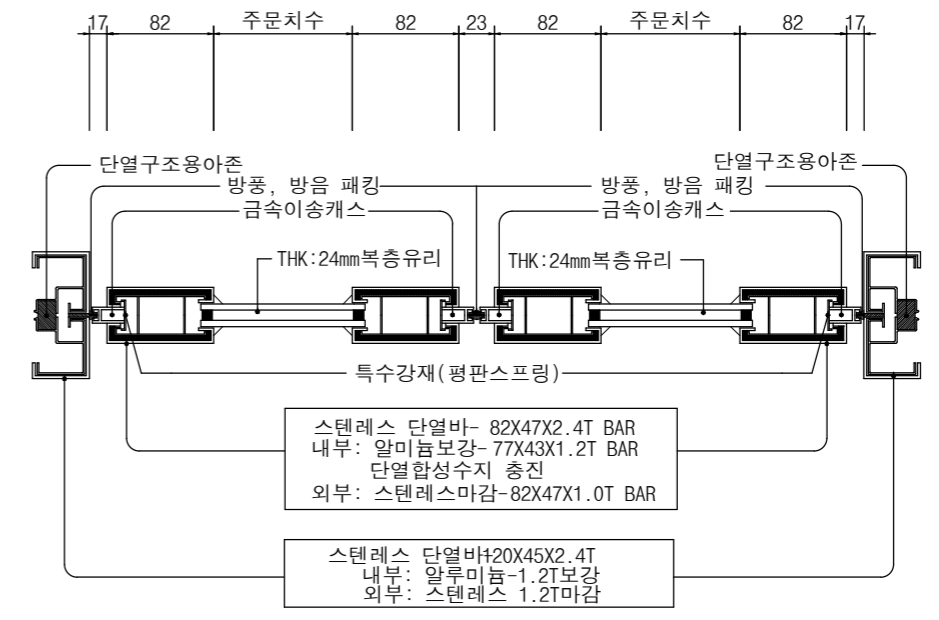 17 82 주문치수 82 23 82 주문치수 82 17
단열구조용아존 단열구조용아존
방풍, 방음 패킹 방풍, 방음 패킹
금속이송캐스 금속이송캐스
THK:24mm복층유리 THK:24mm복층유리
특수강재(평판스프링)
스텐레스 단열바- 82X47X2.4T BAR
내부: 알미늄보강-77X43X1.2T BAR
단열합성수지 충진
외부: 스텐레스마감-82X47X1.0T BAR
스텐레스 단열바-120X45X2.4T
내부: 알루미늄-1.2T보강
외부: 스텐레스 1.2T마감